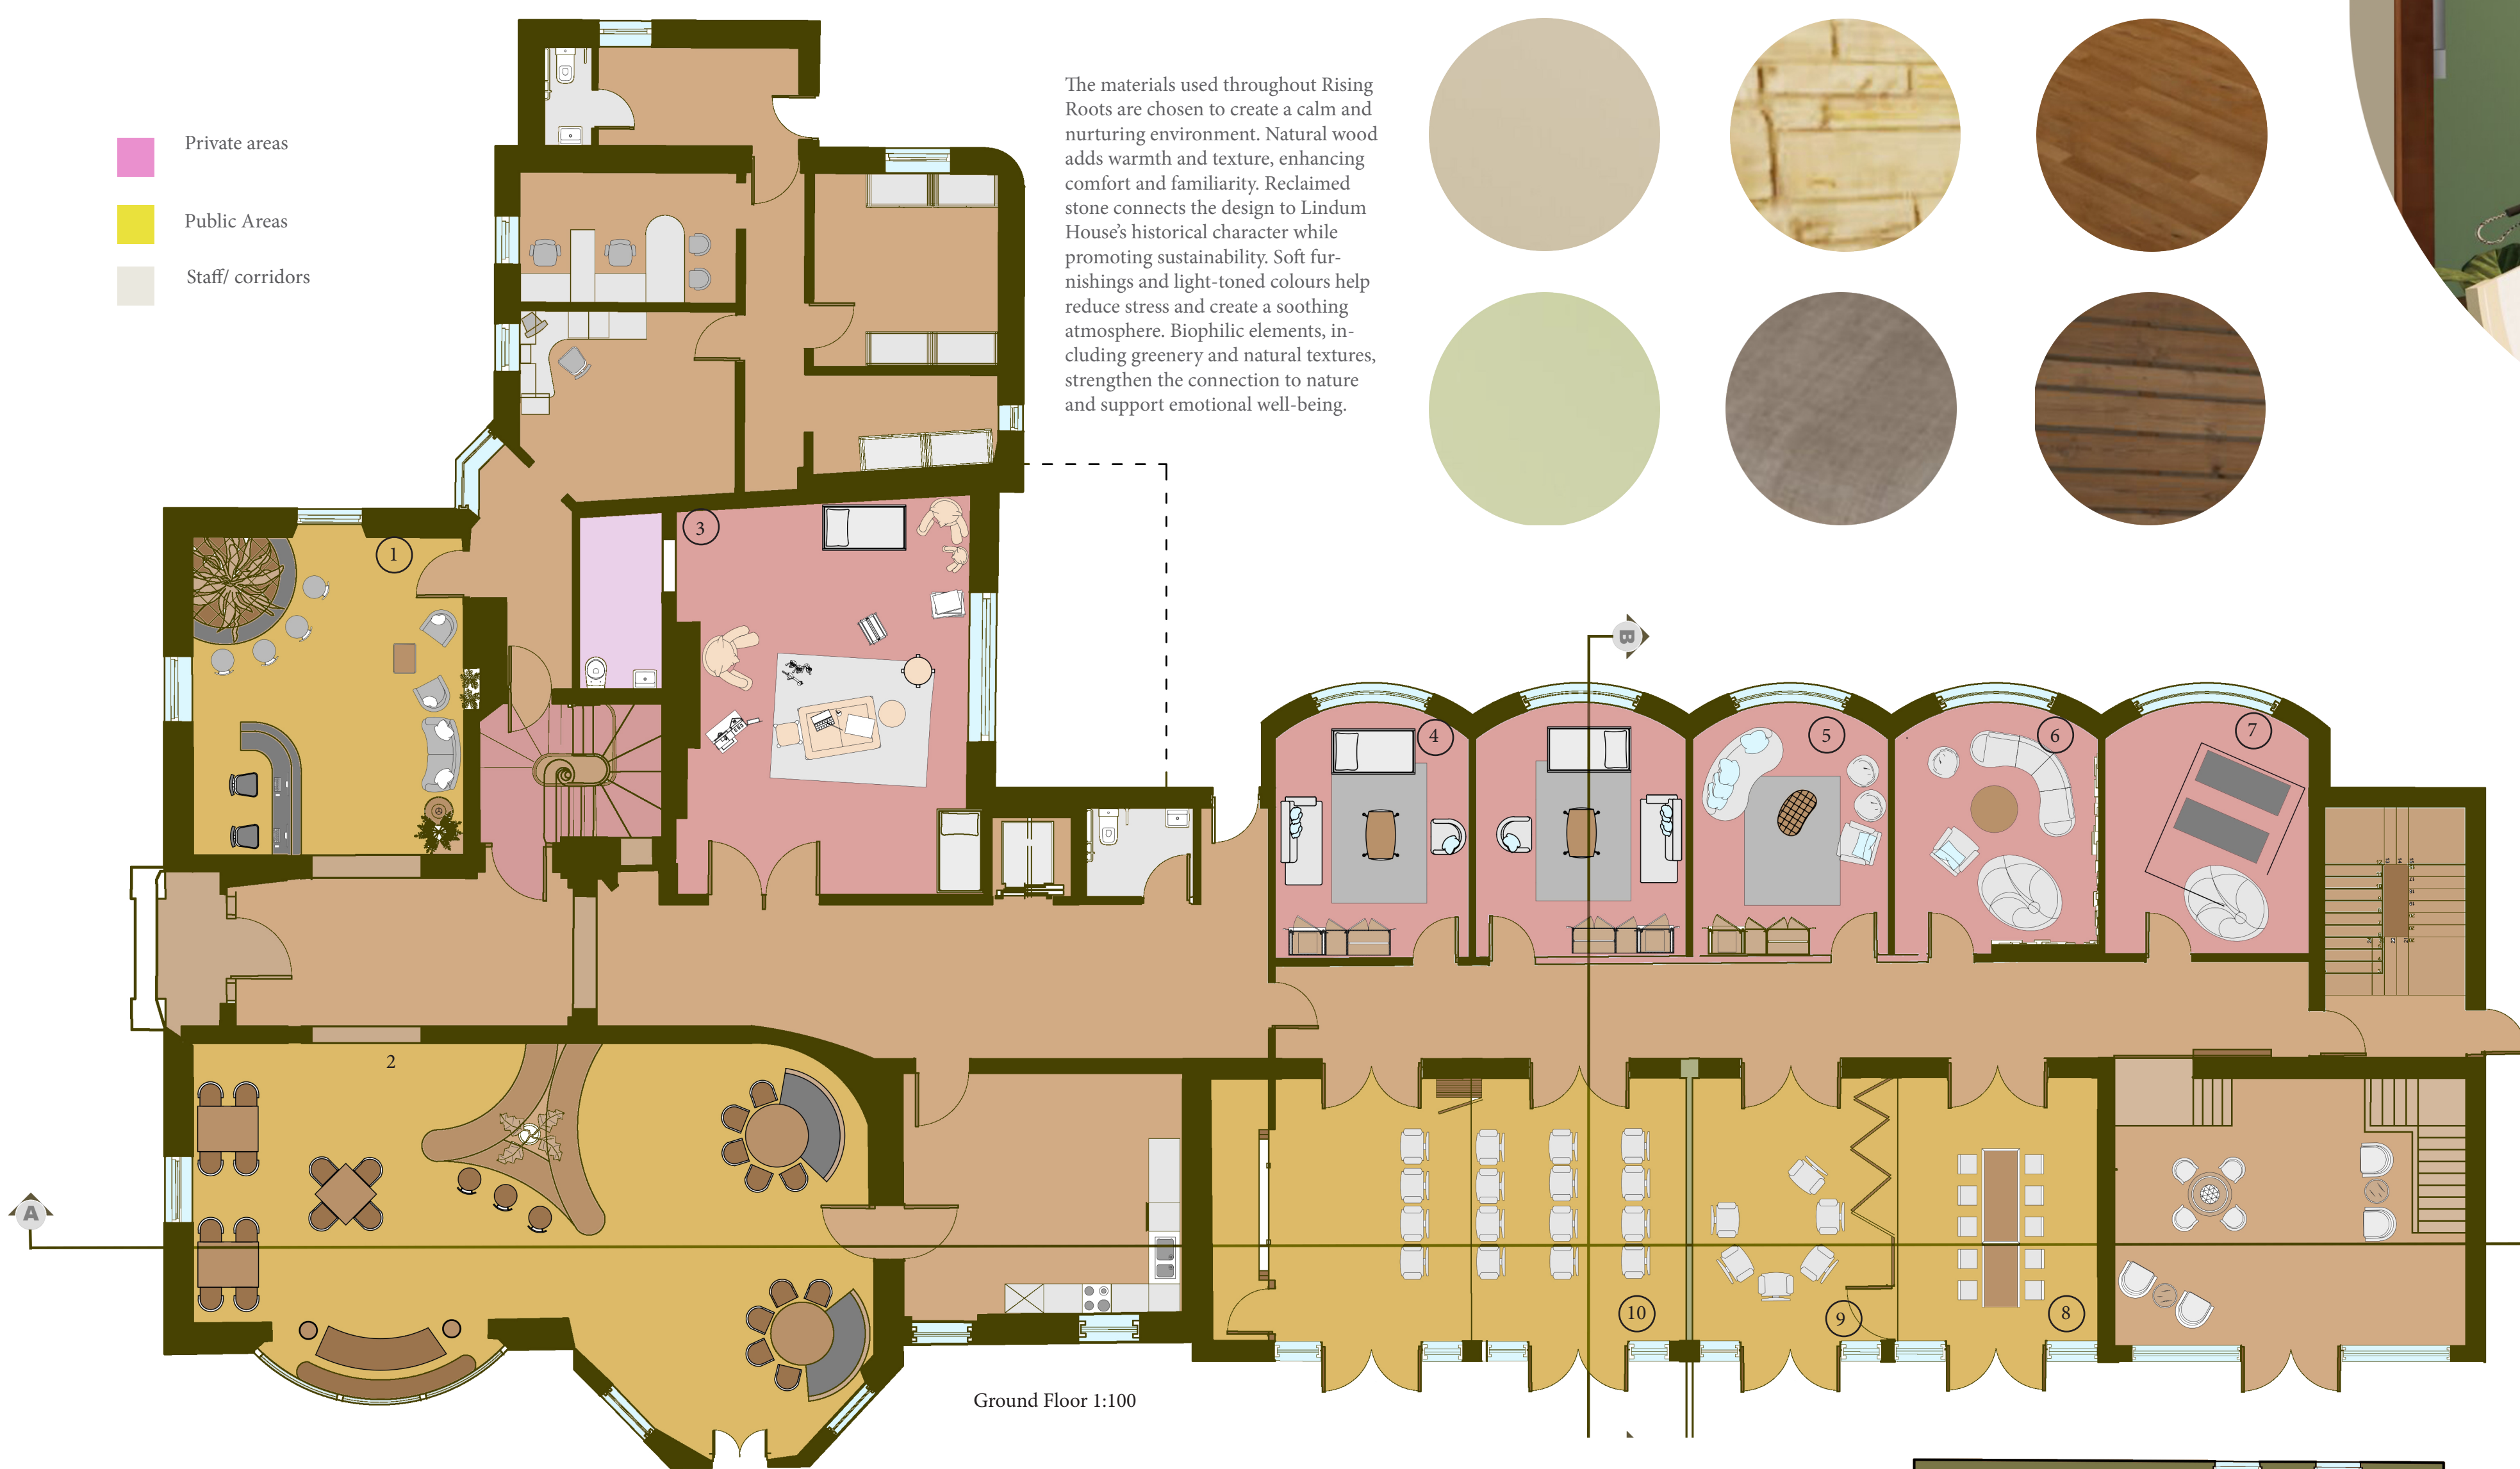 Private areas
Public Areas
Staff/ corridors
The materials used throughout Rising
Roots are chosen to create a calm and
nurturing environment. Natural wood
adds warmth and texture, enhancing
comfort and familiarity. Reclaimed
stone connects the design to Lindum
House’s historical character while
promoting sustainability. Soft fur-
nishings and light-toned colours help
reduce stress and create a soothing
atmosphere. Biophilic elements, in-
cluding greenery and natural textures,
strengthen the connection to nature
and support emotional well-being.
1
3
B
4
5
6
7
2
A
10
9
8
Ground Floor 1:100